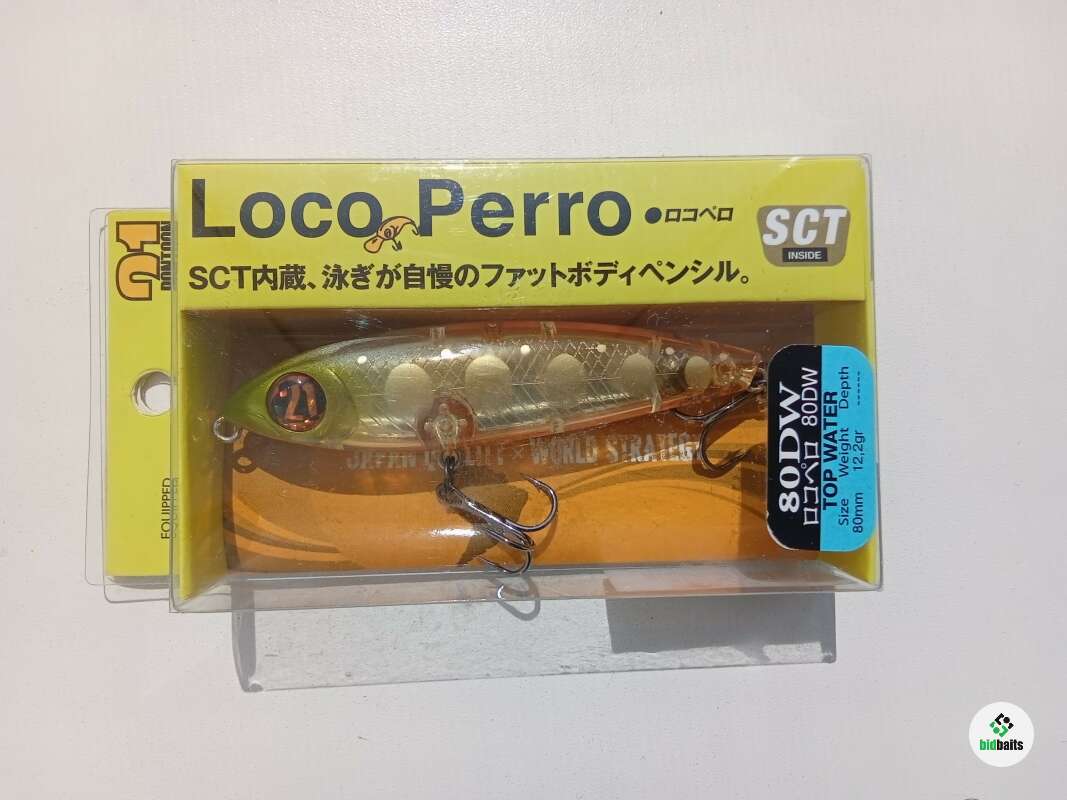 Loco Perro・ロコペロ
SCT
INSIDE
SCT内蔵、泳ぎが自慢のファットボディペンシル。
21
PONTOON
EQUIPPED
21
JAPAN QUALITY × WORLD STRATEGY
80DW
ロコペロ 80DW
TOP WATER
Size Weight Depth
80mm 12,2gr ------
bidbaits